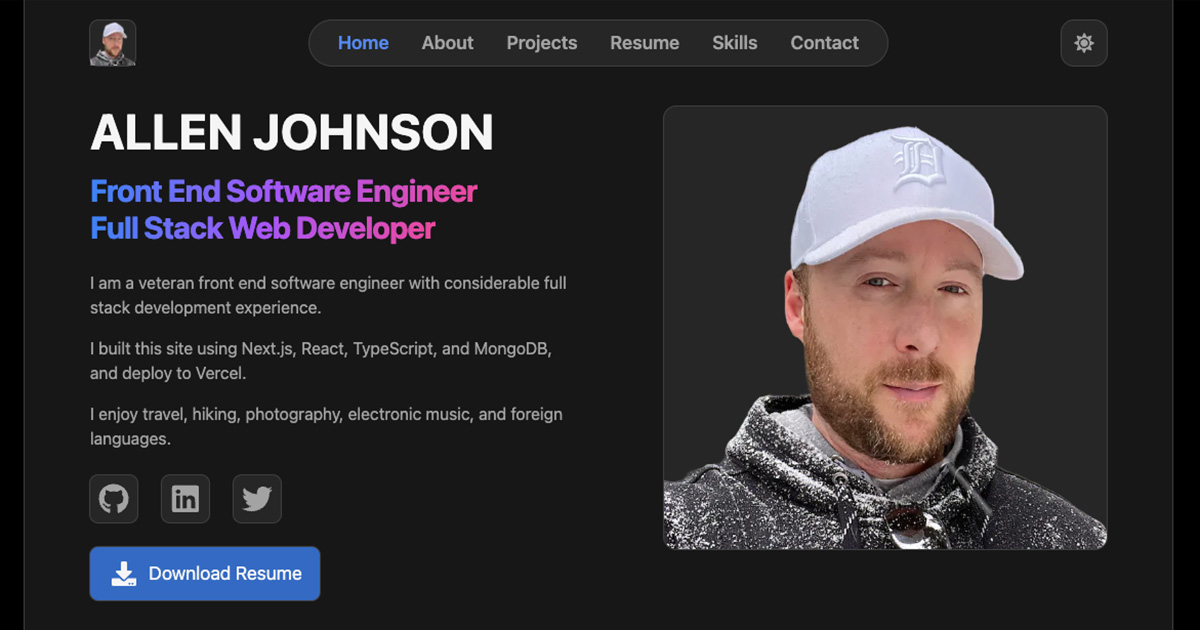 Home About Projects Resume Skills Contact
ALLEN JOHNSON
Front End Software Engineer
Full Stack Web Developer
I am a veteran front end software engineer with considerable full
stack development experience.
I built this site using Next.js, React, TypeScript, and MongoDB,
and deploy to Vercel.
I enjoy travel, hiking, photography, electronic music, and foreign
languages.
in
Download Resume
D